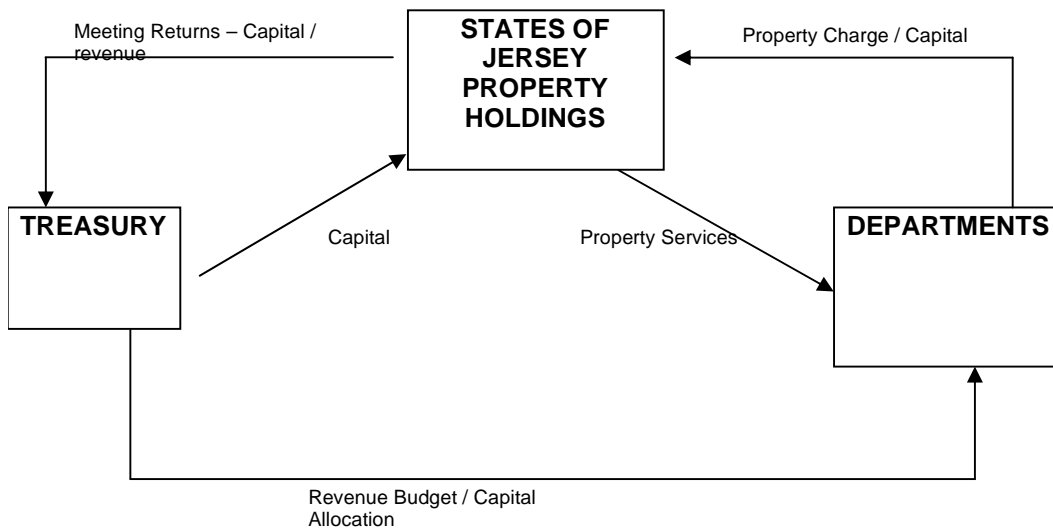 Meeting Returns – Capital /
revenue
STATES OF
JERSEY
PROPERTY
HOLDINGS
Property Charge / Capital
TREASURY
Capital
Property Services
DEPARTMENTS
Revenue Budget / Capital
Allocation